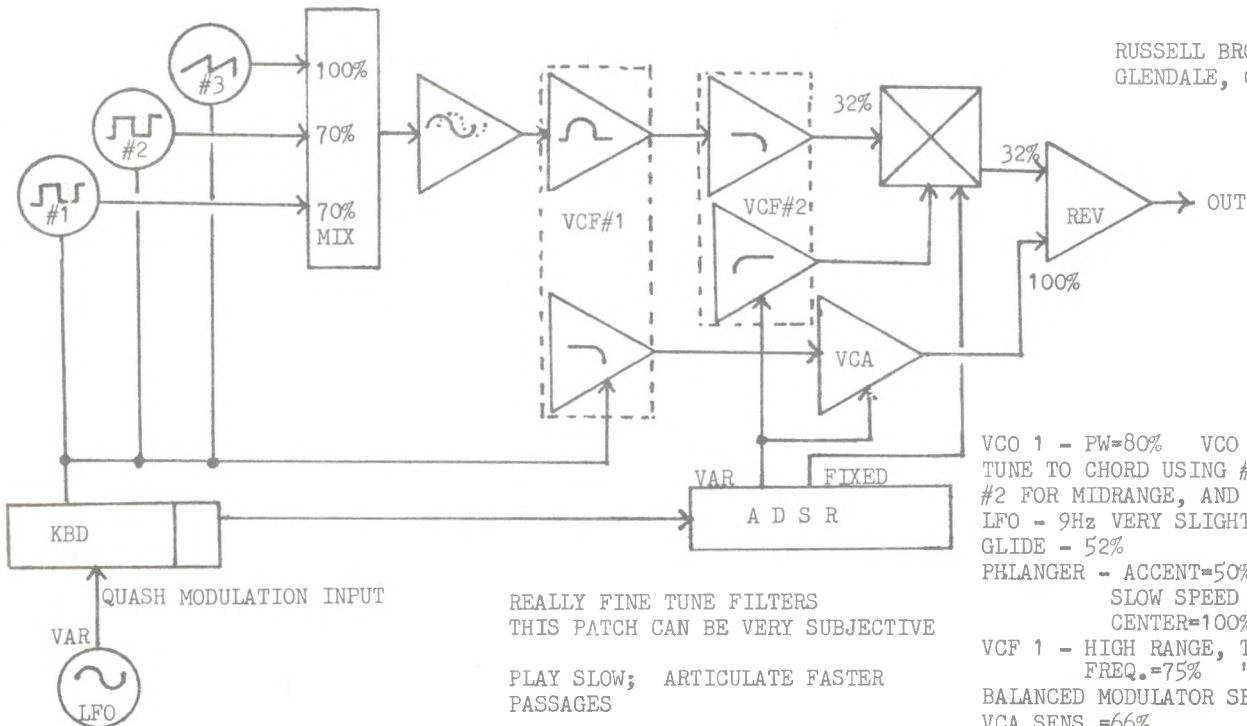 RUSSELL
GLENDALE,
#3
100%
#2
70%
#1
70%
MIX
VCF#1
32%
VCF#2
32%
REV
OUT
100%
VCA
VAR
FIXED
A D S R
KBD
QUASH MODULATION INPUT
VAR
LFO
REALLY FINE TUNE FILTERS
THIS PATCH CAN BE VERY SUBJECTIVE
PLAY SLOW; ARTICULATE FASTER
PASSAGES
VCO 1 - PW=80% VCO
TUNE TO CHORD USING #
#2 FOR MIDRANGE, AND
LFO - 9Hz VERY SLIGHT
GLIDE - 52%
PHLANGER - ACCENT=50%
SLOW SPEED
CENTER=100%
VCF 1 - HIGH RANGE,
FREQ.=75%
BALANCED MODULATOR
VCA SENS.=66%